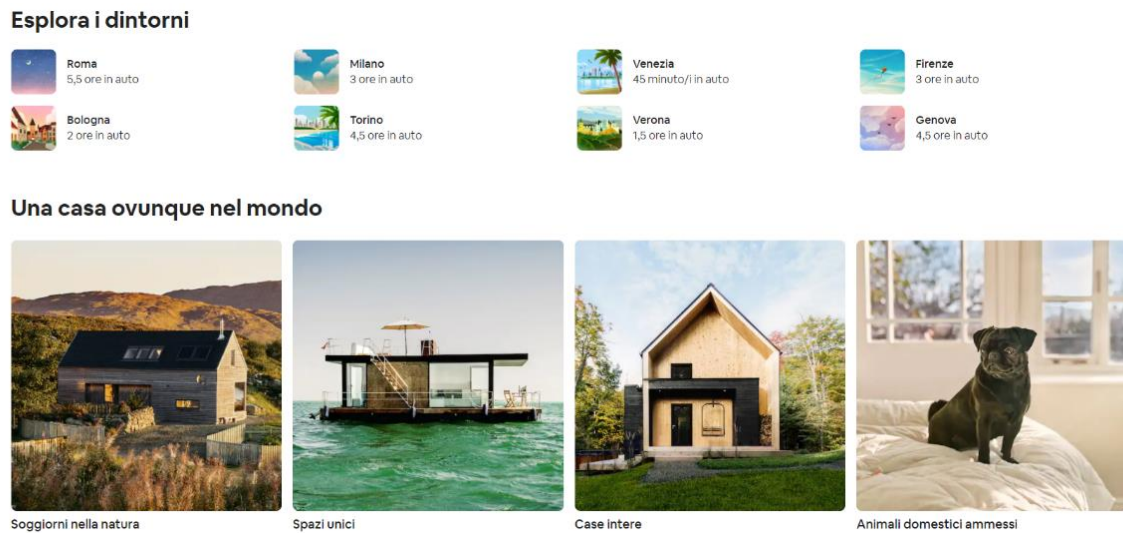 Esplora i dintorni
Roma
5,5 ore in auto
Milano
3 ore in auto
Venezia
45 minuto/i in auto
Firenze
3 ore in auto
Bologna
2 ore in auto
Torino
4,5 ore in auto
Verona
1,5 ore in auto
Genova
4,5 ore in auto
Una casa ovunque nel mondo
Soggiorni nella natura
Spazi unici
Case intere
Animali domestici ammessi